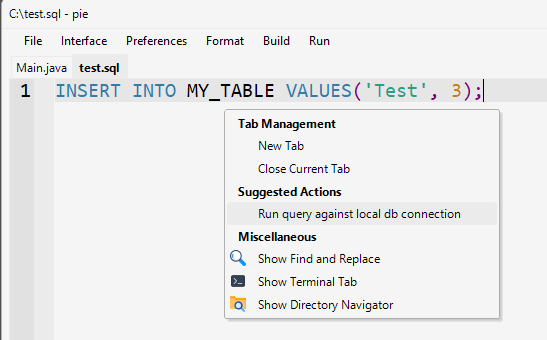 C:\test.sql - pie
File Interface Preferences Format Build Run
Main.java test.sql
1 INSERT INTO MY_TABLE VALUES('Test', 3);
Tab Management
New Tab
Close Current Tab
Suggested Actions
Run query against local db connection
Miscellaneous
Show Find and Replace
Show Terminal Tab
Show Directory Navigator